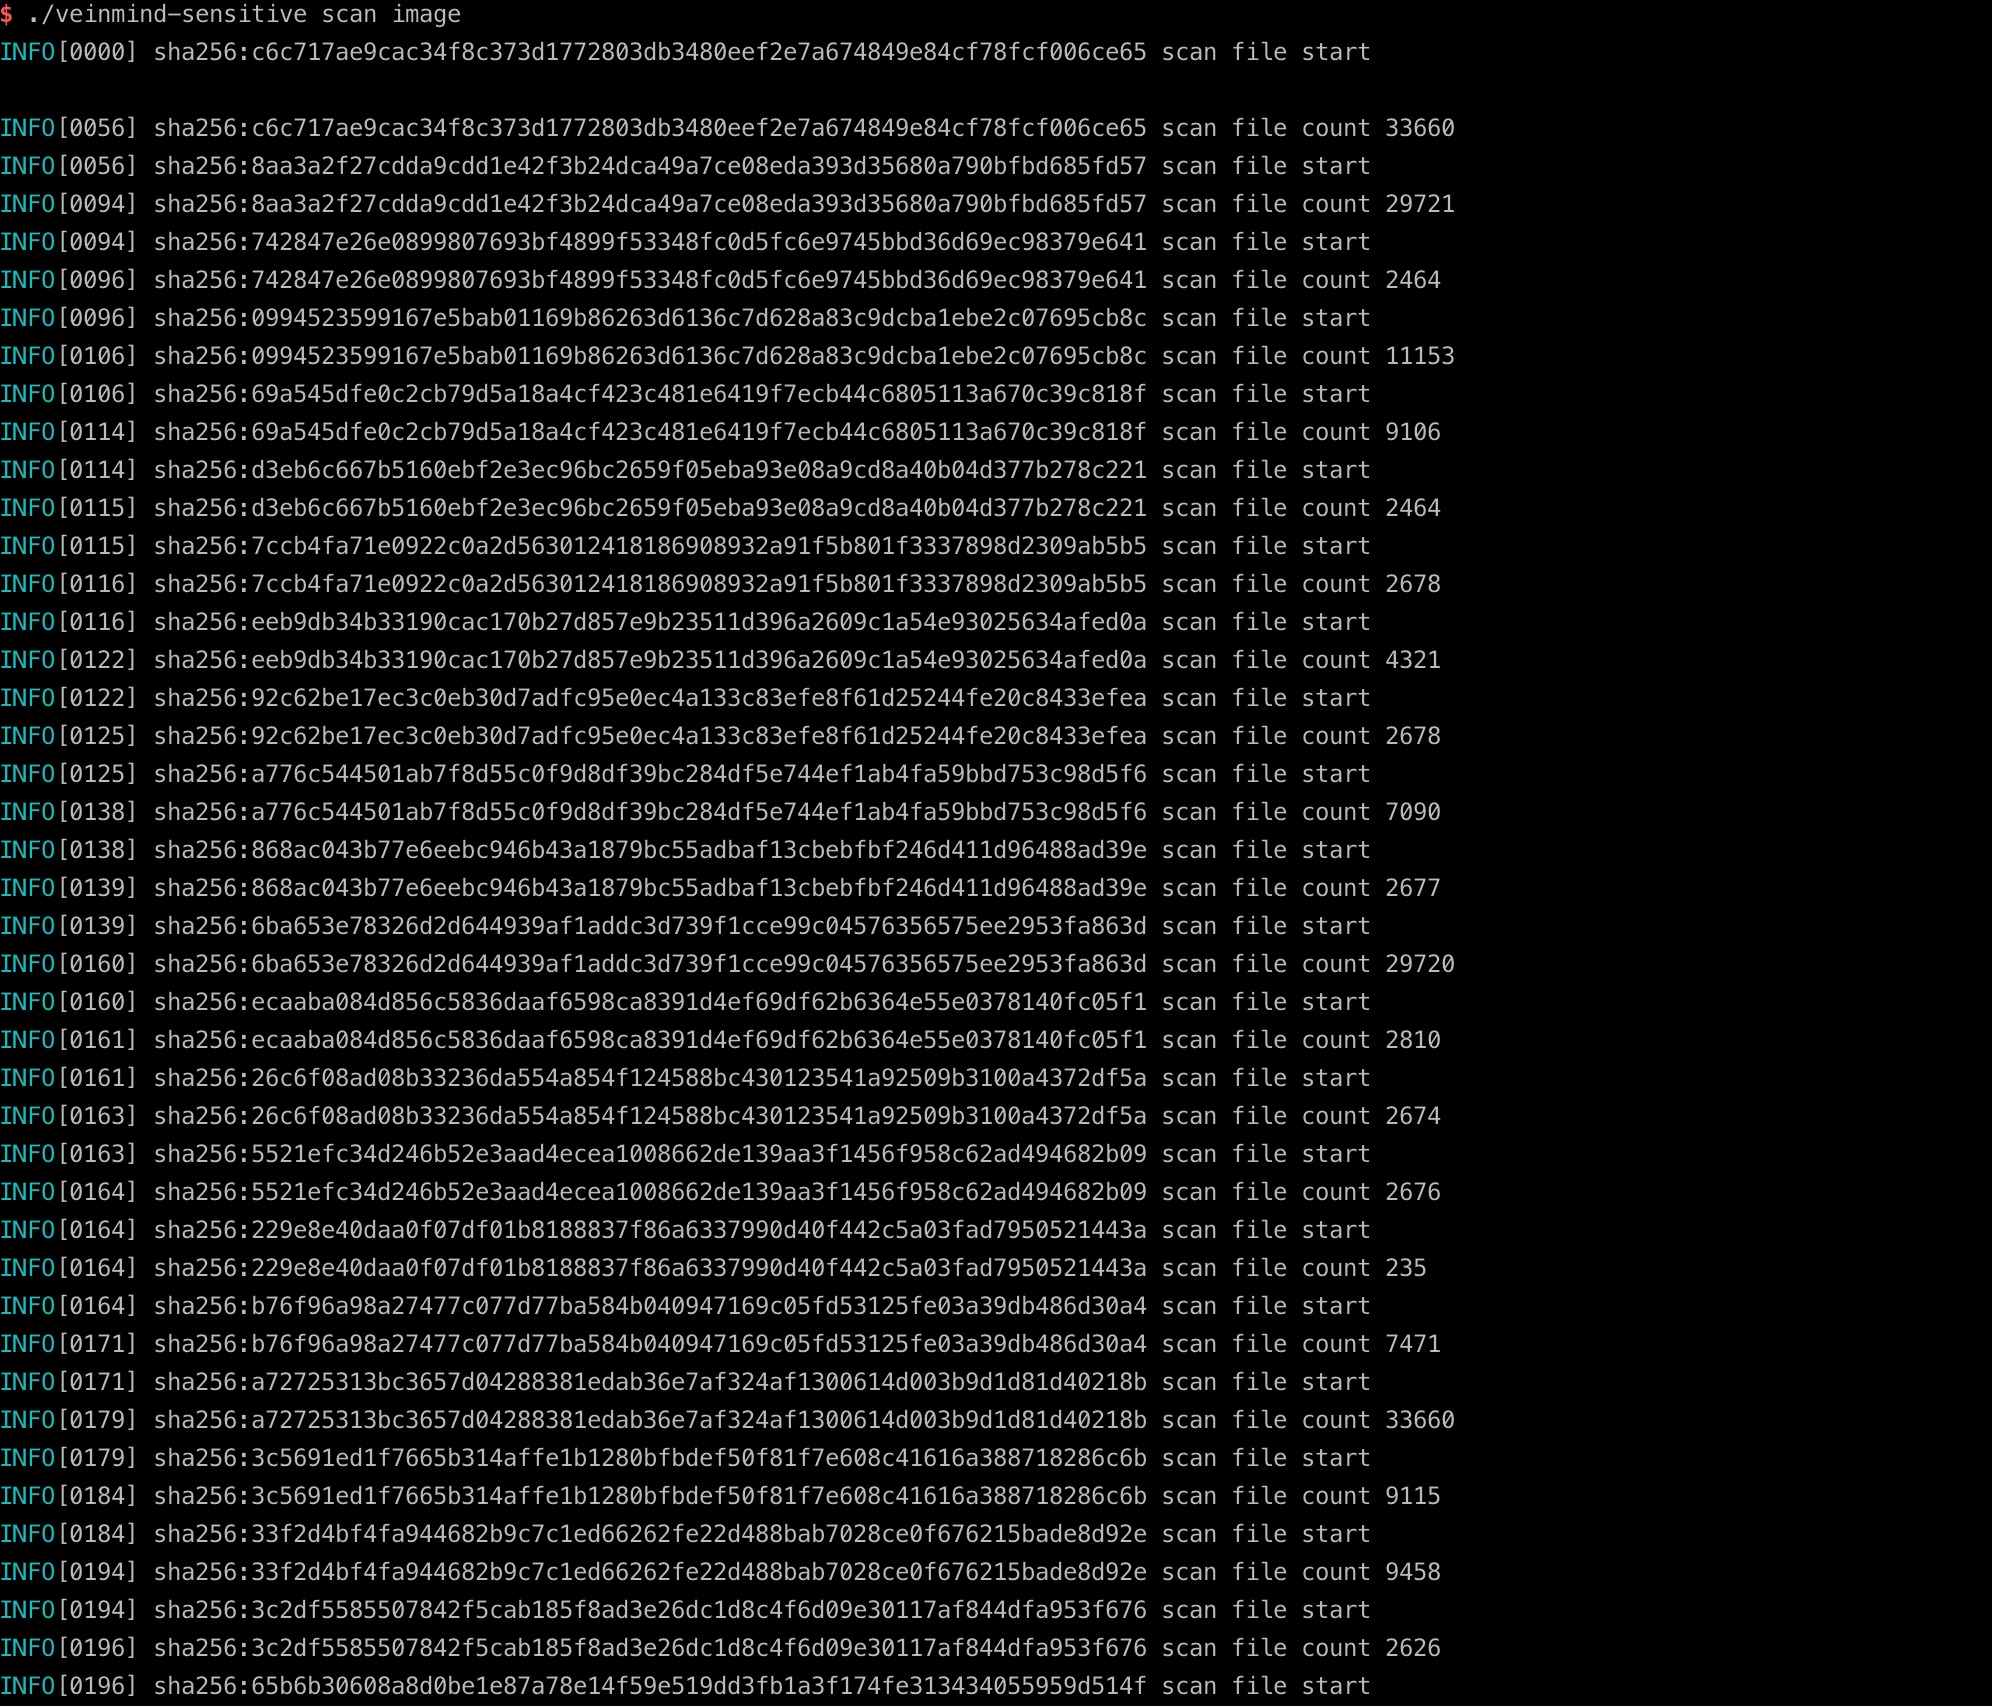 $ ./veinmind-sensitive scan image
INFO[0000] sha256:c6c717ae9cac34f8c373d1772803db3480eef2e7a674849e84cf78fcf006ce65 scan file start
INFO[0056] sha256:c6c717ae9cac34f8c373d1772803db3480eef2e7a674849e84cf78fcf006ce65 scan file count 33660
INFO[0056] sha256:8aa3a2f27cdda9cdd1e42f3b24dca49a7ce08eda393d35680a790bfbd685fd57 scan file start
INFO[0094] sha256:8aa3a2f27cdda9cdd1e42f3b24dca49a7ce08eda393d35680a790bfbd685fd57 scan file count 29721
INFO[0094] sha256:742847e26e0899807693bf4899f53348fc0d5fc6e9745bbd36d69ec98379e641 scan file start
INFO[0096] sha256:742847e26e0899807693bf4899f53348fc0d5fc6e9745bbd36d69ec98379e641 scan file count 2464
INFO[0096] sha256:0994523599167e5bab01169b86263d6136c7d628a83c9dcba1ebe2c07695cb8c scan file start
INFO[0106] sha256:0994523599167e5bab01169b86263d6136c7d628a83c9dcba1ebe2c07695cb8c scan file count 11153
INFO[0106] sha256:69a545dfe0c2cb79d5a18a4cf423c481e6419f7ecb44c6805113a670c39c818f scan file start
INFO[0114] sha256:69a545dfe0c2cb79d5a18a4cf423c481e6419f7ecb44c6805113a670c39c818f scan file count 9106
INFO[0114] sha256:d3eb6c667b5160ebf2e3ec96bc2659f05eba93e08a9cd8a40b04d377b278c221 scan file start
INFO[0115] sha256:d3eb6c667b5160ebf2e3ec96bc2659f05eba93e08a9cd8a40b04d377b278c221 scan file count 2464
INFO[0115] sha256:7ccb4fa71e0922c0a2d563012418186908932a91f5b801f3337898d2309ab5b5 scan file start
INFO[0116] sha256:7ccb4fa71e0922c0a2d563012418186908932a91f5b801f3337898d2309ab5b5 scan file count 2678
INFO[0116] sha256:eeb9db34b33190cac170b27d857e9b23511d396a2609c1a54e93025634afed0a scan file start
INFO[0122] sha256:eeb9db34b33190cac170b27d857e9b23511d396a2609c1a54e93025634afed0a scan file count 4321
INFO[0122] sha256:92c62be17ec3c0eb30d7adfc95e0ec4a133c83efe8f61d25244fe20c8433efea scan file start
INFO[0125] sha256:92c62be17ec3c0eb30d7adfc95e0ec4a133c83efe8f61d25244fe20c8433efea scan file count 2678
INFO[0125] sha256:a776c544501ab7f8d55c0f9d8df39bc284df5e744ef1ab4fa59bbd753c98d5f6 scan file start
INFO[0138] sha256:a776c544501ab7f8d55c0f9d8df39bc284df5e744ef1ab4fa59bbd753c98d5f6 scan file count 7090
INFO[0138] sha256:868ac043b77e6eebc946b43a1879bc55adbaf13cbebfbf246d411d96488ad39e scan file start
INFO[0139] sha256:868ac043b77e6eebc946b43a1879bc55adbaf13cbebfbf246d411d96488ad39e scan file count 2677
INFO[0139] sha256:6ba653e78326d2d644939af1addc3d739f1cce99c04576356575ee2953fa863d scan file start
INFO[0160] sha256:6ba653e78326d2d644939af1addc3d739f1cce99c04576356575ee2953fa863d scan file count 29720
INFO[0160] sha256:ecaaba084d856c5836daaf6598ca8391d4ef69df62b6364e55e0378140fc05f1 scan file start
INFO[0161] sha256:ecaaba084d856c5836daaf6598ca8391d4ef69df62b6364e55e0378140fc05f1 scan file count 2810
INFO[0161] sha256:26c6f08ad08b33236da554a854f124588bc430123541a92509b3100a4372df5a scan file start
INFO[0163] sha256:26c6f08ad08b33236da554a854f124588bc430123541a92509b3100a4372df5a scan file count 2674
INFO[0163] sha256:5521efc34d246b52e3aad4ecea1008662de139aa3f1456f958c62ad494682b09 scan file start
INFO[0164] sha256:5521efc34d246b52e3aad4ecea1008662de139aa3f1456f958c62ad494682b09 scan file count 2676
INFO[0164] sha256:229e8e40daa0f07df01b8188837f86a6337990d40f442c5a03fad7950521443a scan file start
INFO[0164] sha256:229e8e40daa0f07df01b8188837f86a6337990d40f442c5a03fad7950521443a scan file count 235
INFO[0164] sha256:b76f96a98a27477c077d77ba584b040947169c05fd53125fe03a39db486d30a4 scan file start
INFO[0171] sha256:b76f96a98a27477c077d77ba584b040947169c05fd53125fe03a39db486d30a4 scan file count 7471
INFO[0171] sha256:a72725313bc3657d04288381edab36e7af324af1300614d003b9d1d81d40218b scan file start
INFO[0179] sha256:a72725313bc3657d04288381edab36e7af324af1300614d003b9d1d81d40218b scan file count 33660
INFO[0179] sha256:3c5691ed1f7665b314affe1b1280bfbdef50f81f7e608c41616a388718286c6b scan file start
INFO[0184] sha256:3c5691ed1f7665b314affe1b1280bfbdef50f81f7e608c41616a388718286c6b scan file count 9115
INFO[0184] sha256:33f2d4bf4fa944682b9c7c1ed66262fe22d488bab7028ce0f676215bade8d92e scan file start
INFO[0194] sha256:33f2d4bf4fa944682b9c7c1ed66262fe22d488bab7028ce0f676215bade8d92e scan file count 9458
INFO[0194] sha256:3c2df5585507842f5cab185f8ad3e26dc1d8c4f6d09e30117af844dfa953f676 scan file start
INFO[0196] sha256:3c2df5585507842f5cab185f8ad3e26dc1d8c4f6d09e30117af844dfa953f676 scan file count 2626
INFO[0196] sha256:65b6b30608a8d0be1e87a78e14f59e519dd3fb1a3f174fe313434055959d514f scan file start